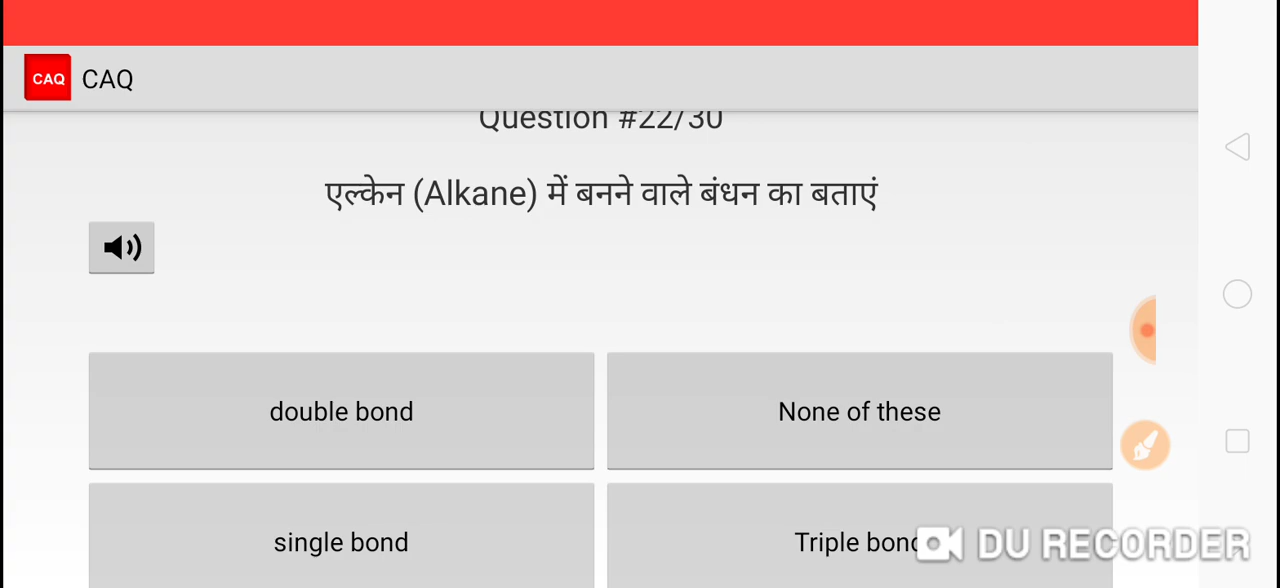 CAQ CAQ
Question #22/30
एल्केन (Alkane) में बनने वाले बंधन का बताएं
double bond
None of these
single bond
Triple bond
DU RECORDER